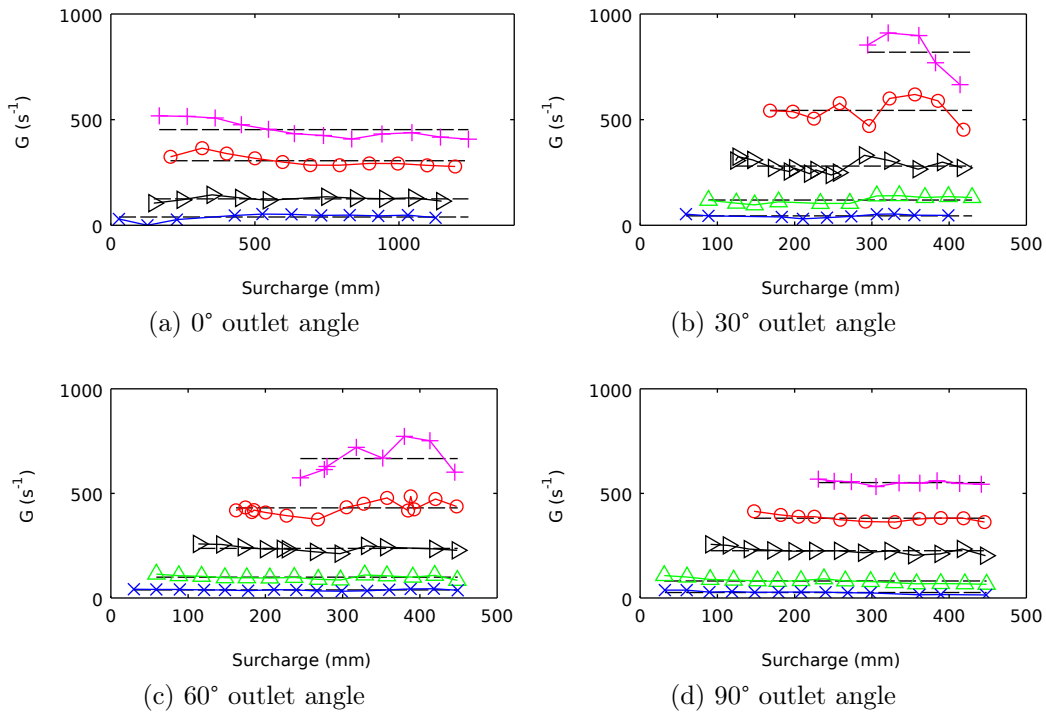 1000
500
0
G (s⁻¹)
0 500 1000
Surcharge (mm)
(a) 0° outlet angle
1000
500
0
G (s⁻¹)
0 100 200 300 400 500
Surcharge (mm)
(b) 30° outlet angle
1000
500
0
G (s⁻¹)
0 100 200 300 400 500
Surcharge (mm)
(c) 60° outlet angle
1000
500
0
G (s⁻¹)
0 100 200 300 400 500
Surcharge (mm)
(d) 90° outlet angle